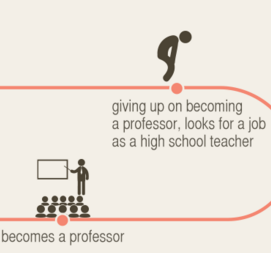 giving up on becoming
a professor, looks for a job
as a high school teacher
becomes a professor